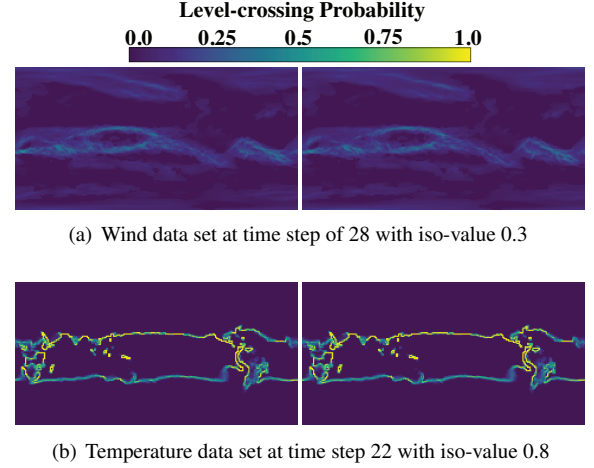 Level-crossing Probability
0.0 0.25 0.50 0.75 1.0
(a) Wind data set at time step of 28 with iso-value 0.3
(b) Temperature data set at time step 22 with iso-value 0.8